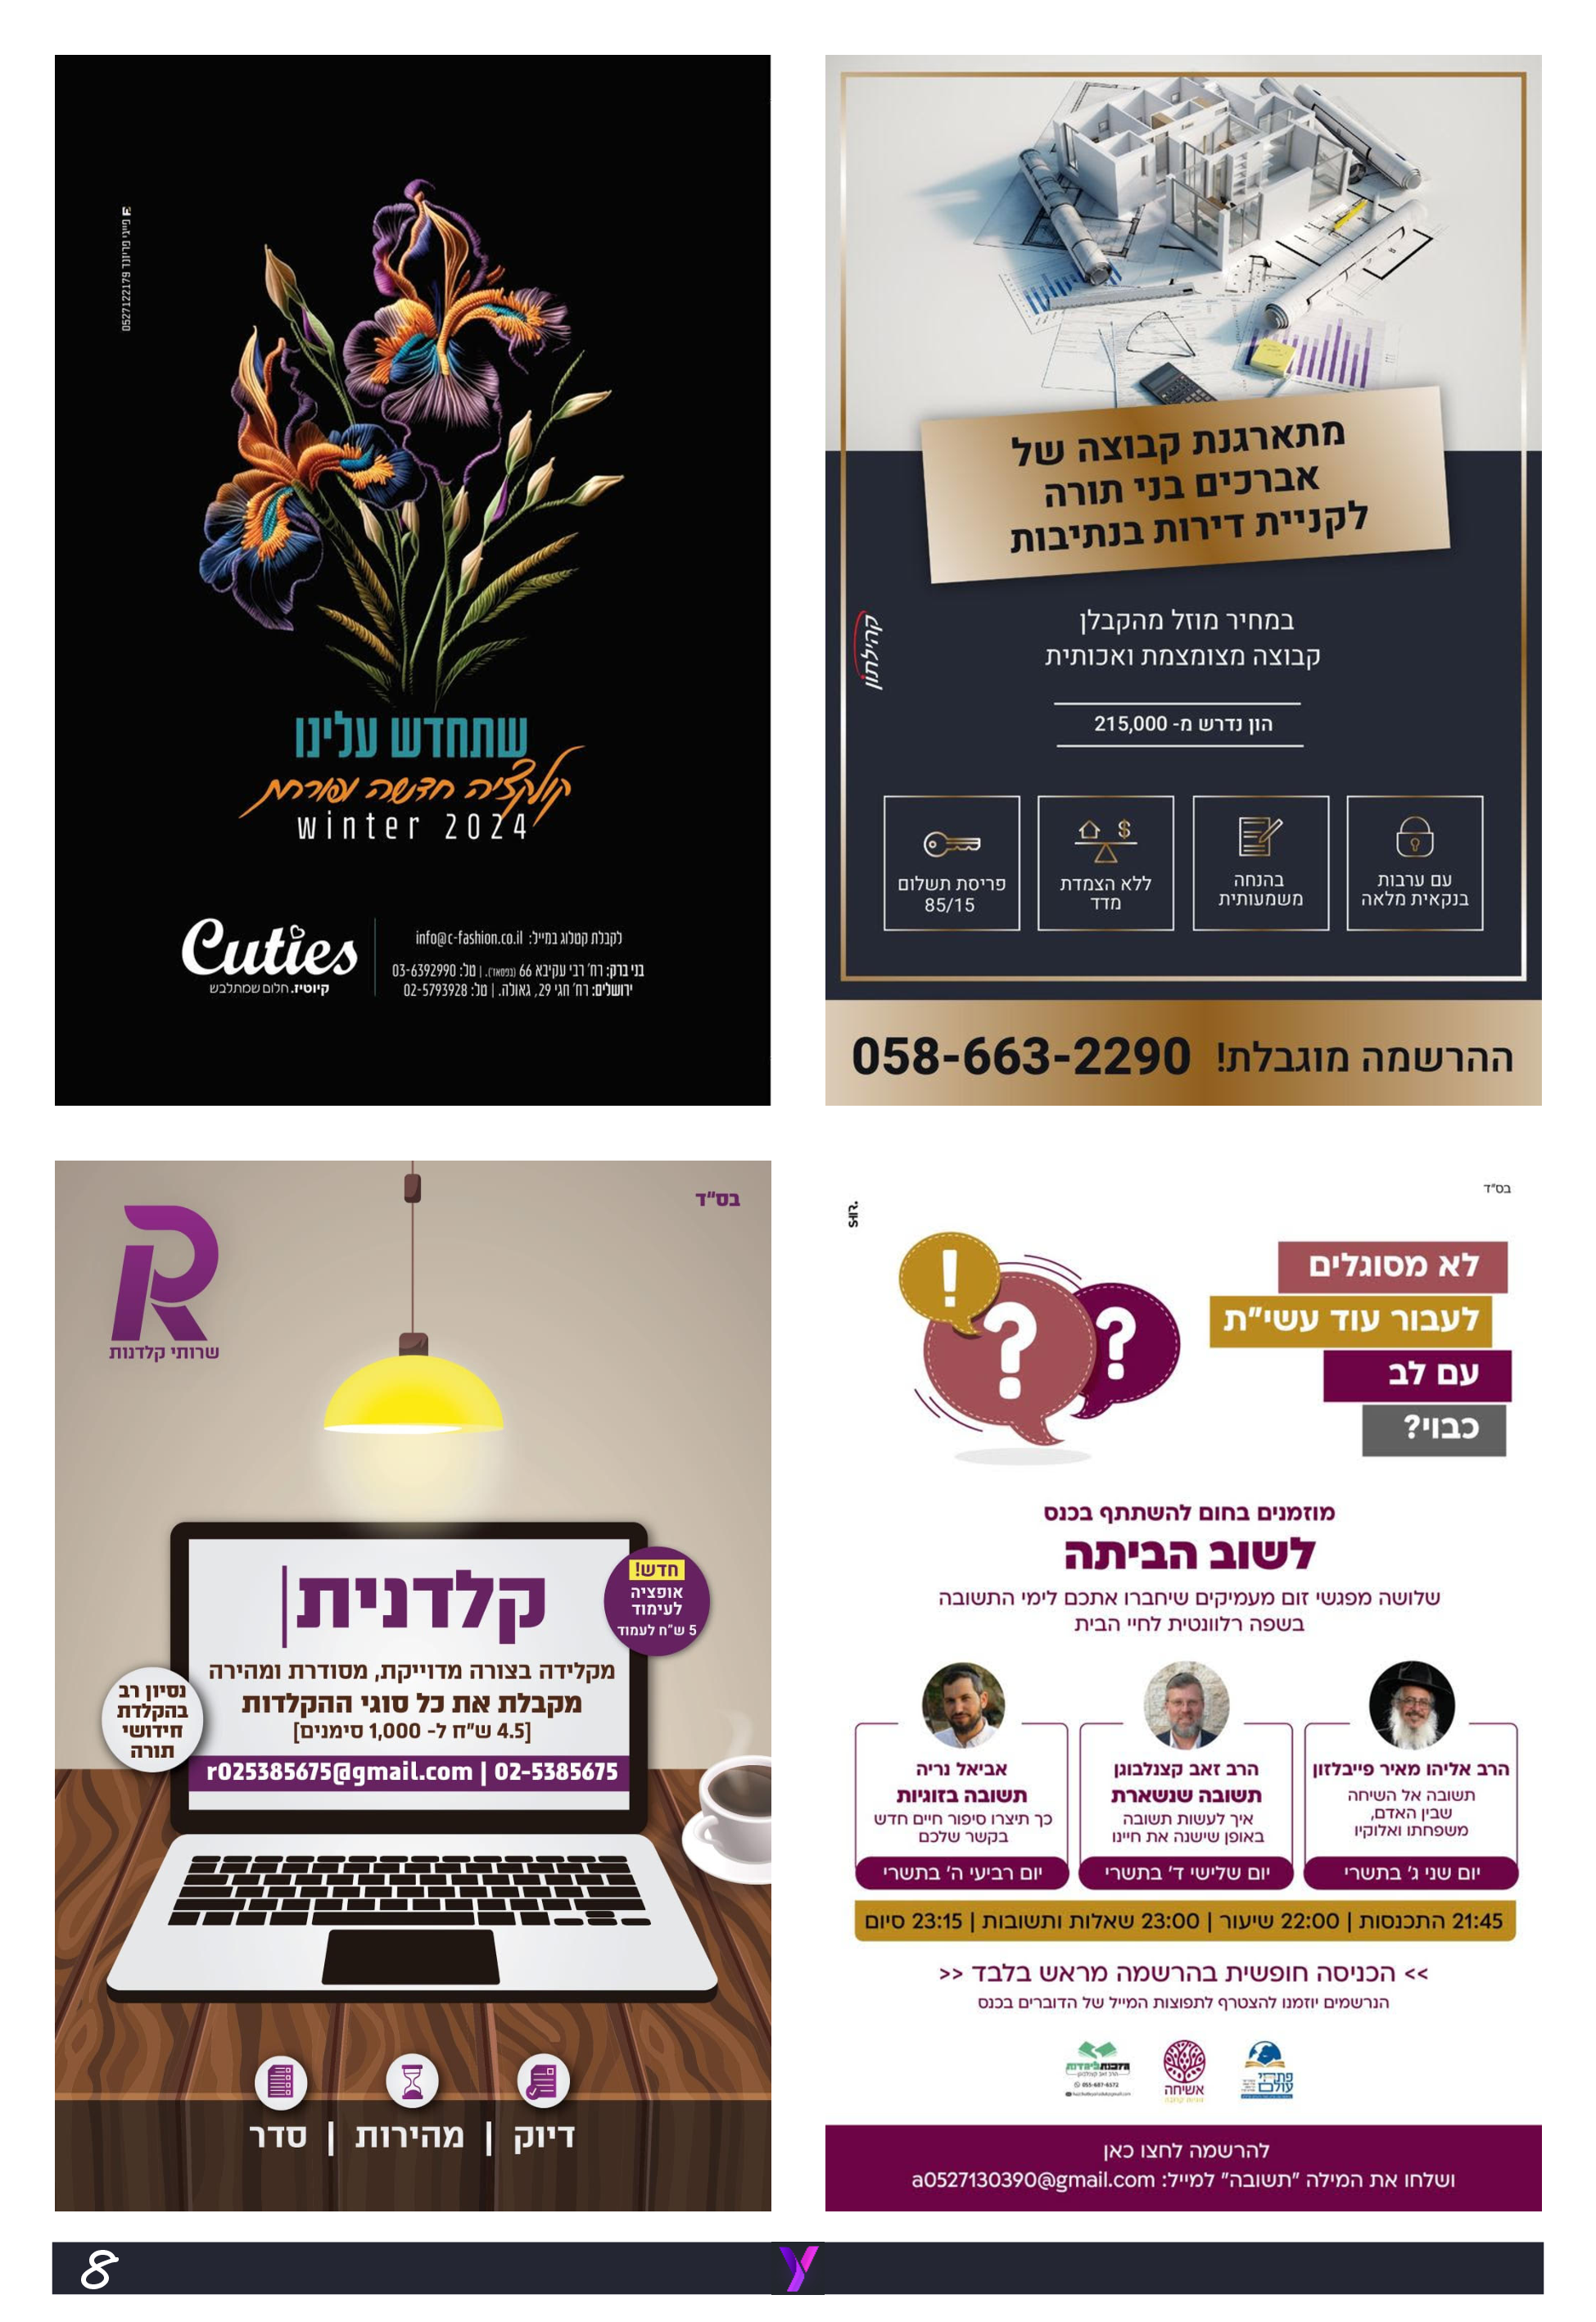 מתארגנת קבוצה של
אברכים בני תורה
לקניית דירות בנתיבות
במחיר מוזל מהקבלן
קבוצה מצומצמת ואכותית
קהילתון
הון נדרש מ- 215,000
עם ערבות
בנקאית מלאה
בהנחה
משמעותית
ללא הצמדת
מדד
פריסת תשלום
85/15
ההרשמה מוגבלת! 058-663-2290
פייני פריונד 0527122179
שתחדש עלינו
קולקציה חדשה ופורחת
winter 2024
Cuties
קיוטיז. חלום שמתלבש
לקבלת קטלוג במייל: info@c-fashion.co.il
בני ברק: רח' רבי עקיבא 66 (בפסאז'). | טל: 03-6392990
ירושלים: רח' חגי 29, גאולה. | טל: 02-5793928
בס"ד
SHR.
לא מסוגלים
לעבור עוד עשי"ת
עם לב
כבוי?
! ? ?
מוזמנים בחום להשתתף בכנס
לשוב הביתה
שלושה מפגשי זום מעמיקים שיחברו אתכם לימי התשובה
בשפה רלוונטית לחיי הבית
הרב אליהו מאיר פייבלזון
תשובה אל השיחה
שבין האדם,
משפחתו ואלוקיו
יום שני ג' בתשרי
הרב זאב קצנלבוגן
תשובה שנשארת
איך לעשות תשובה
באופן שישנה את חיינו
יום שלישי ד' בתשרי
אביאל נריה
תשובה בזוגיות
כך תיצרו סיפור חיים חדש
בקשר שלכם
יום רביעי ה' בתשרי
21:45 התכנסות | 22:00 שיעור | 23:00 שאלות ותשובות | 23:15 סיום
>> הכניסה חופשית בהרשמה מראש בלבד <<
הנרשמים יוזמנו להצטרף לתפוצות המייל של הדוברים בכנס
פתחי
עולם
אשיחה
055-687-6572
להרשמה לחצו כאן
ושלחו את המילה "תשובה" למייל: a0527130390@gmail.com
בס"ד
R
שרותי קלדנות
קלדנית
חדש!
אופציה
לעימוד
5 ש"ח לעמוד
מקלידה בצורה מדוייקת, מסודרת ומהירה
מקבלת את כל סוגי ההקלדות
[4.5 ש"ח ל- 1,000 סימנים]
נסיון רב
בהקלדת
חידושי
תורה
r025385675@gmail.com | 02-5385675
דיוק | מהירות | סדר
8